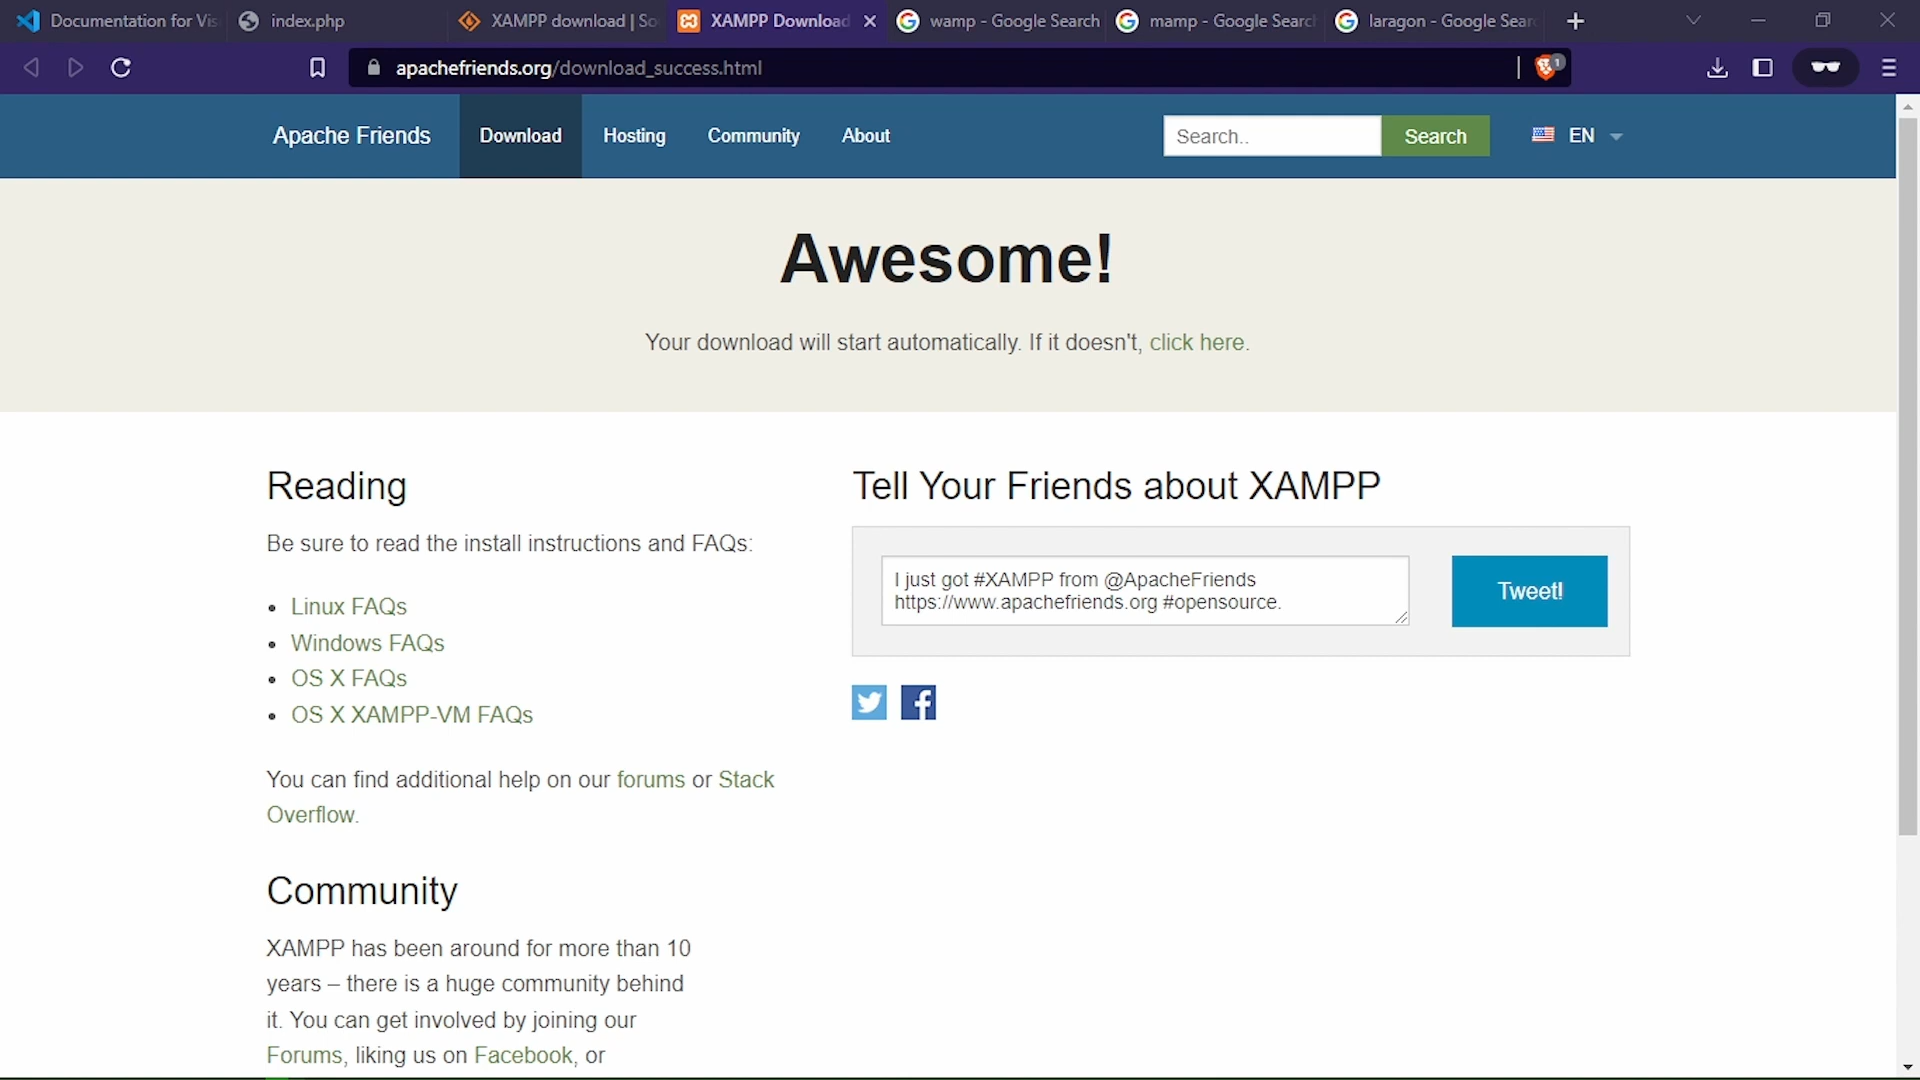 Documentation for Vis
index.php
XAMPP download | So
XAMPP Download
wamp - Google Search
mamp - Google Search
laragon - Google Sear
apachefriends.org/download_success.html
1
Apache Friends
Download
Hosting
Community
About
Search..
Search
EN
Awesome!
Your download will start automatically. If it doesn't, click here.
Reading
Be sure to read the install instructions and FAQs:
Linux FAQs
Windows FAQs
OS X FAQs
OS X XAMPP-VM FAQs
You can find additional help on our forums or Stack
Overflow.
Tell Your Friends about XAMPP
I just got #XAMPP from @ApacheFriends
https://www.apachefriends.org #opensource.
Tweet!
Community
XAMPP has been around for more than 10
years – there is a huge community behind
it. You can get involved by joining our
Forums, liking us on Facebook, or